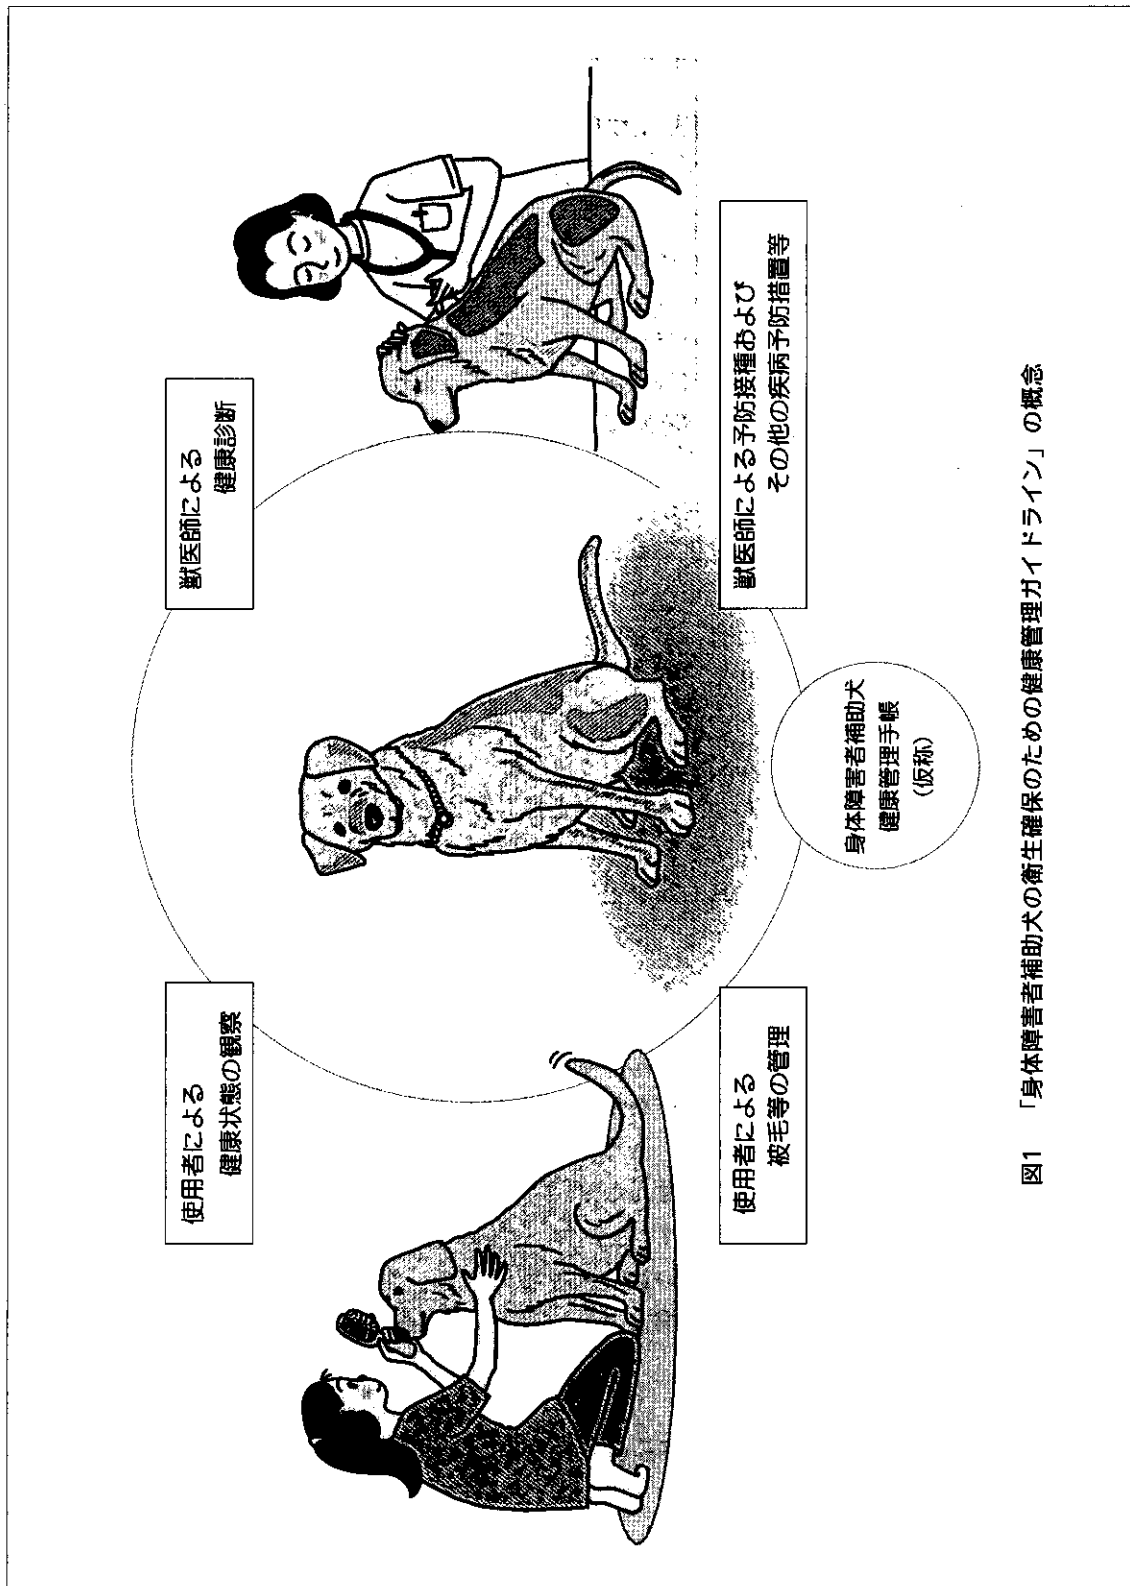 使用者による
健康状態の観察
獣医師による
健康診断
使用者による
被毛等の管理
獣医師による予防接種および
その他の疾病予防措置等
身体障害者補助犬
健康管理手帳
（仮称）
図1　「身体障害者補助犬の衛生確保のための健康管理ガイドライン」の概念